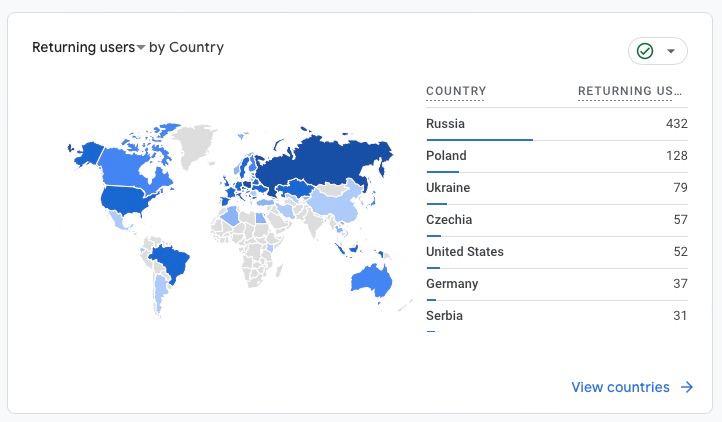 Returning users by Country
COUNTRY RETURNING US...
Russia 432
Poland 128
Ukraine 79
Czechia 57
United States 52
Germany 37
Serbia 31
View countries